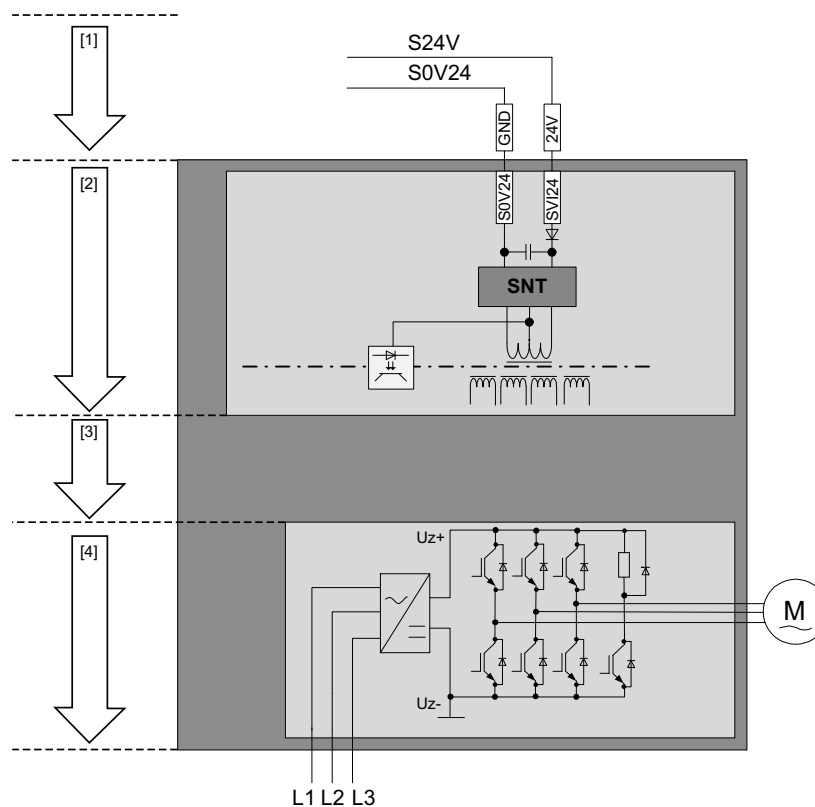 [1]
S24V
S0V24
GND
24V
[2]
S0V24
SVI24
SNT
[3]
[4]
Uz+
M
Uz-
L1 L2 L3